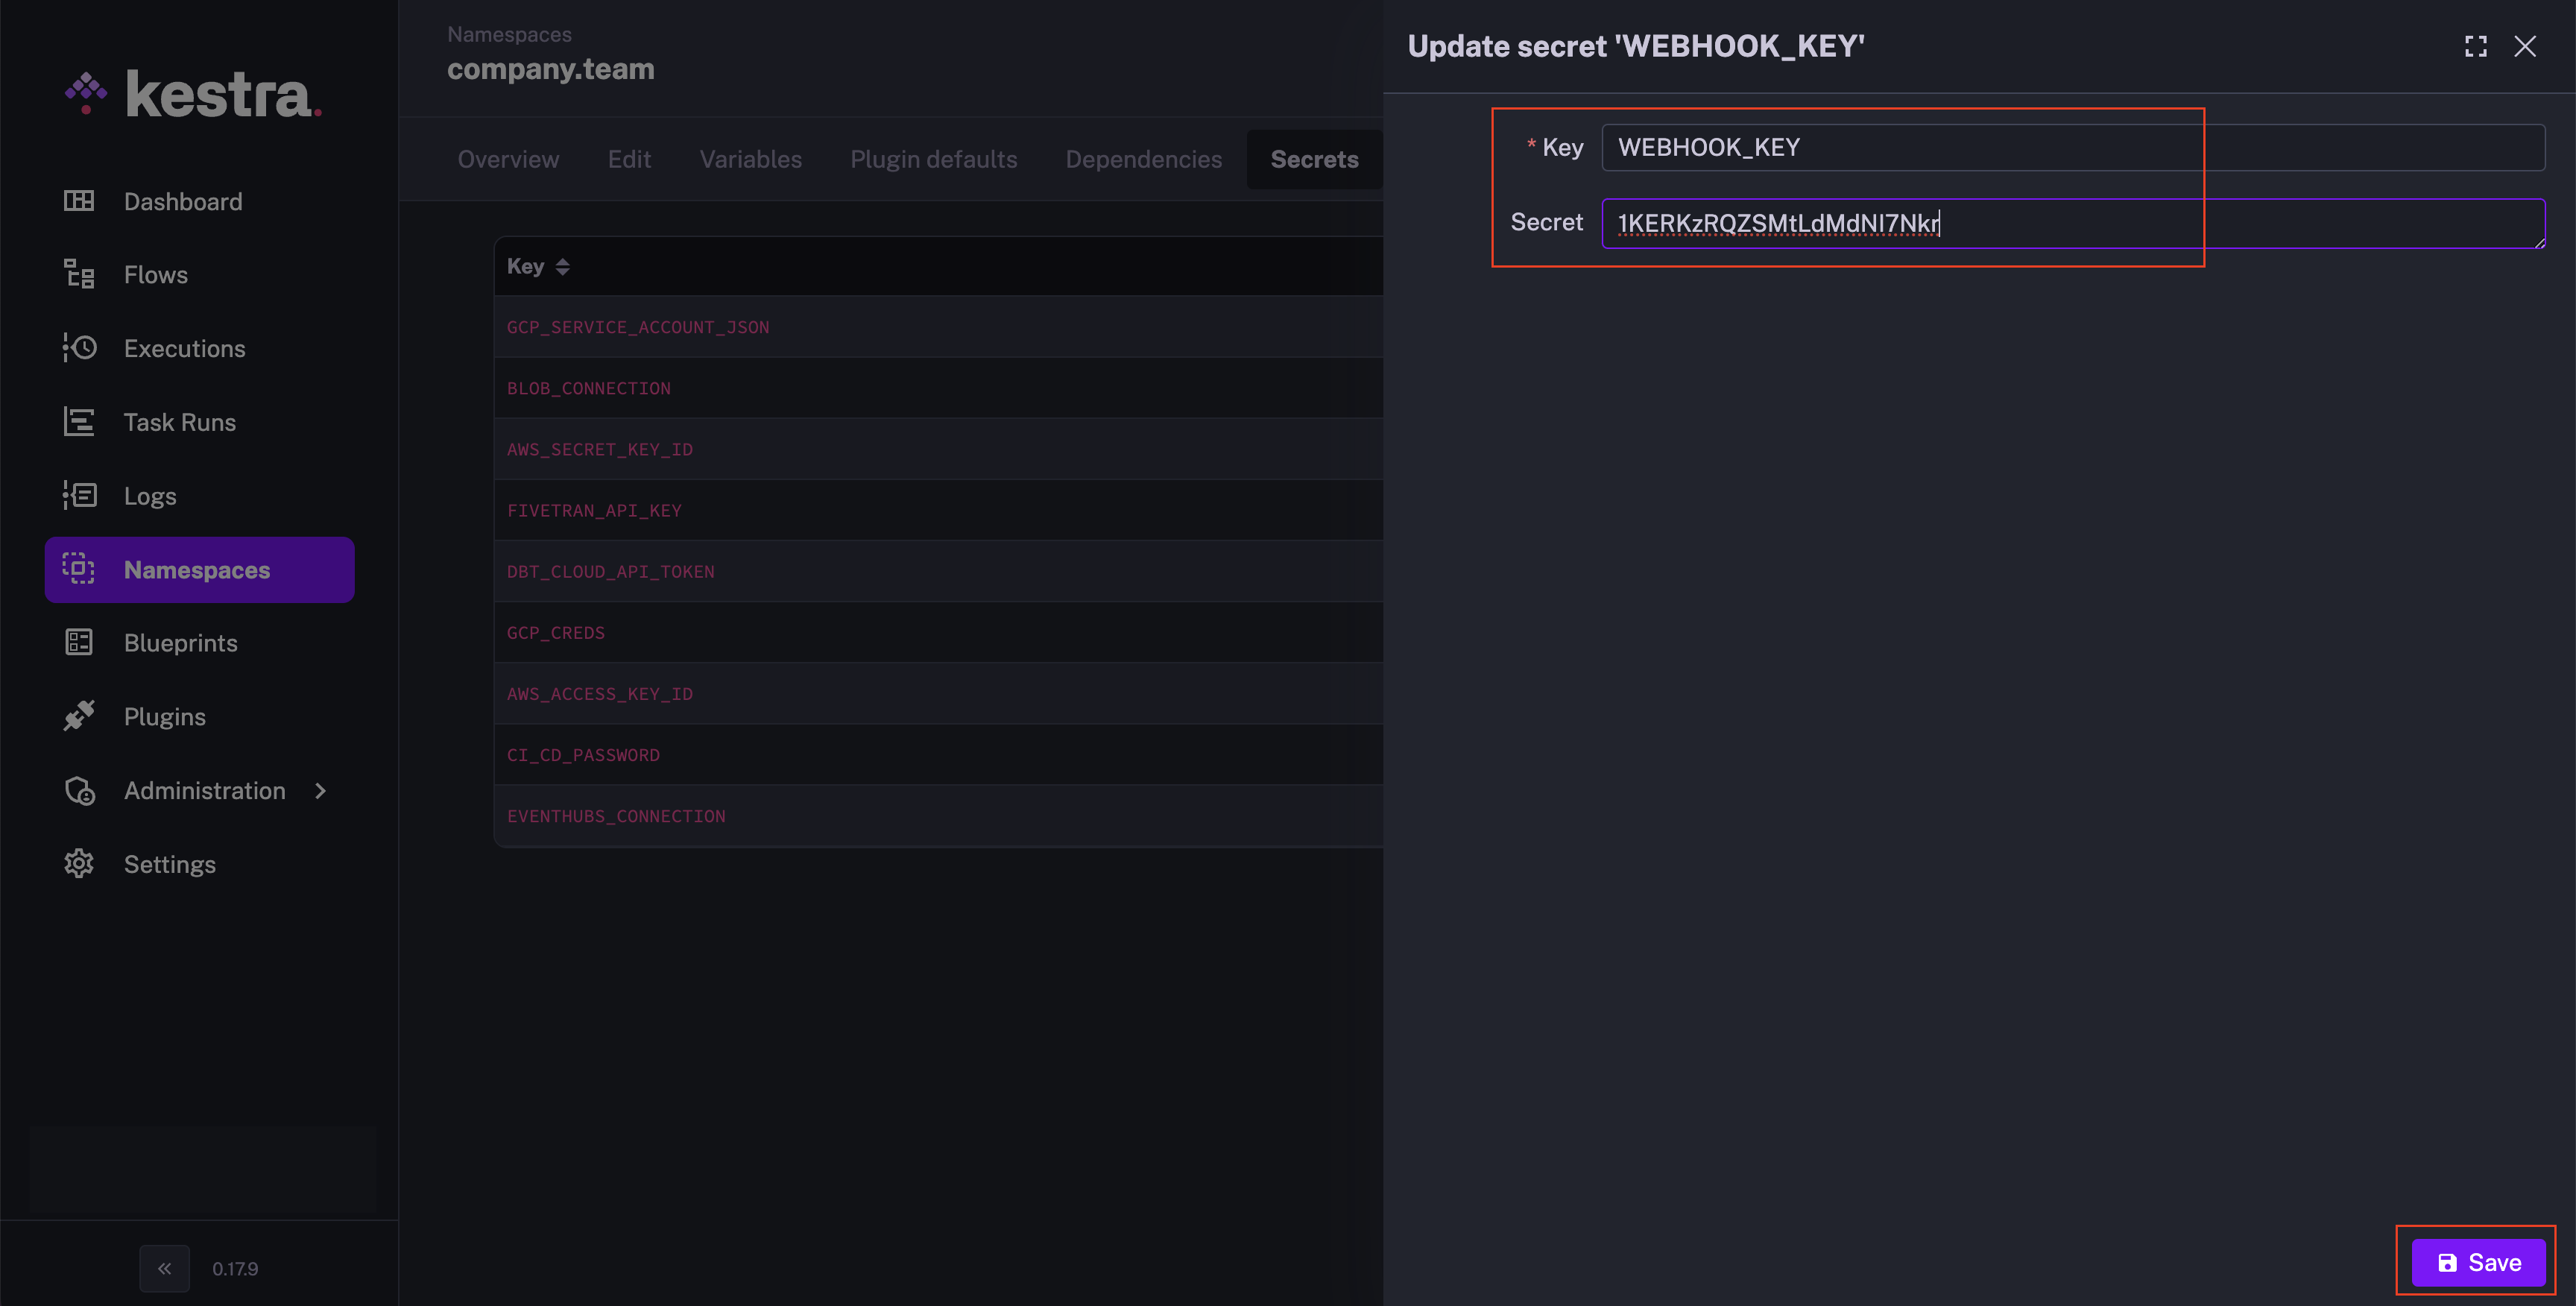 kestra.
Dashboard
Flows
Executions
Task Runs
Logs
Namespaces
Blueprints
Plugins
Administration
Settings
0.17.9
Namespaces
company.team
Overview Edit Variables Plugin defaults Dependencies Secrets
Key
GCP_SERVICE_ACCOUNT_JSON
BLOB_CONNECTION
AWS_SECRET_KEY_ID
FIVETRAN_API_KEY
DBT_CLOUD_API_TOKEN
GCP_CREDS
AWS_ACCESS_KEY_ID
CI_CD_PASSWORD
EVENTHUBS_CONNECTION
Update secret 'WEBHOOK_KEY'
* Key WEBHOOK_KEY
Secret 1KERKzRQZSMtLdMdNI7Nkr
Save